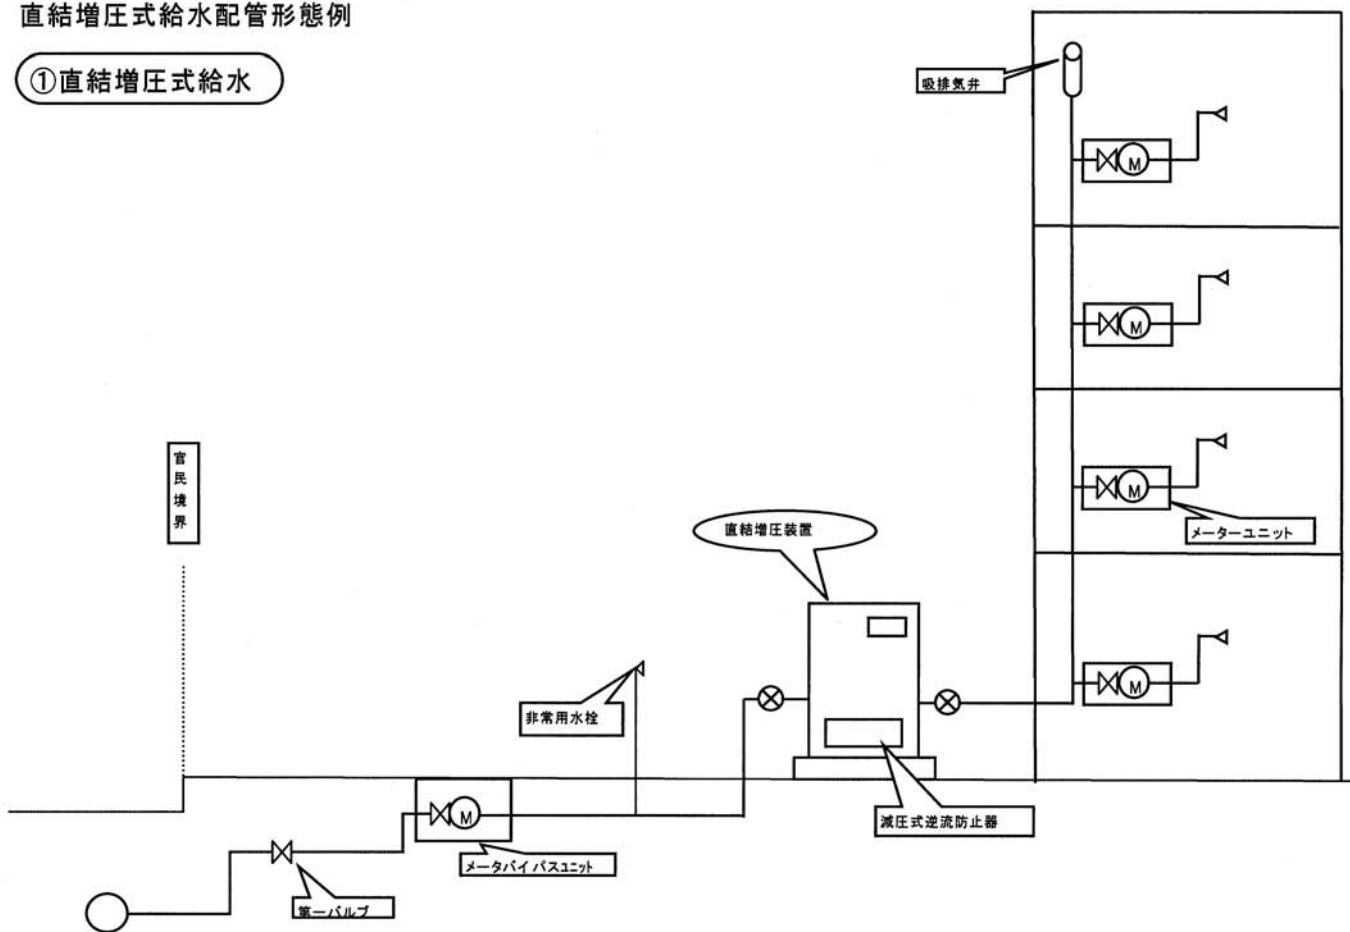 直結増圧式給水配管形態例
①直結増圧式給水
吸排気弁
M
M
官民境界
M
直結増圧装置
メーターユニット
M
非常用水栓
M
減圧式逆流防止器
メータバイパスユニット
第一バルブ